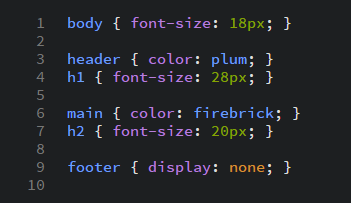 1 body { font-size: 18px; }
2
3 header { color: plum; }
4 h1 { font-size: 28px; }
5
6 main { color: firebrick; }
7 h2 { font-size: 20px; }
8
9 footer { display: none; }
10